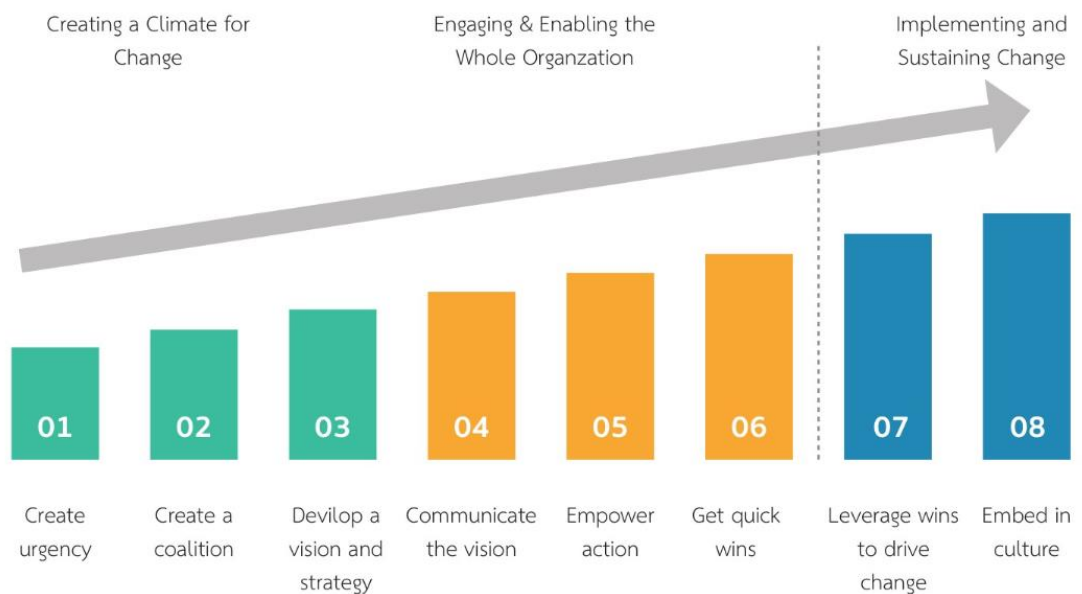 Creating a Climate for
Change
Engaging & Enabling the
Whole Organzation
Implementing and
Sustaining Change
01
02
03
04
05
06
07
08
Create
urgency
Create a
coalition
Devilop a
vision and
strategy
Communicate
the vision
Empower
action
Get quick
wins
Leverage wins
to drive
change
Embed in
culture